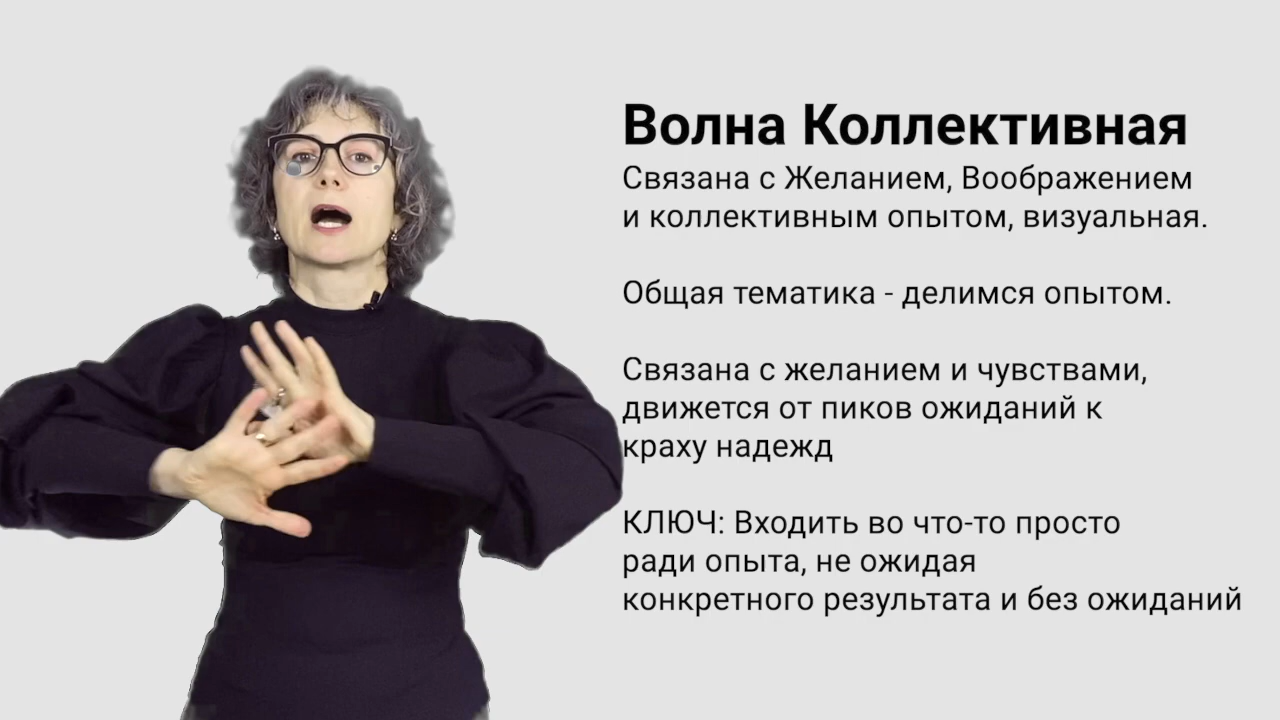 Волна Коллективная
Связана с Желанием, Воображением
и коллективным опытом, визуальная.
Общая тематика - делимся опытом.
Связана с желанием и чувствами,
движется от пиков ожиданий к
краху надежд
КЛЮЧ: Входить во что-то просто
ради опыта, не ожидая
конкретного результата и без ожиданий